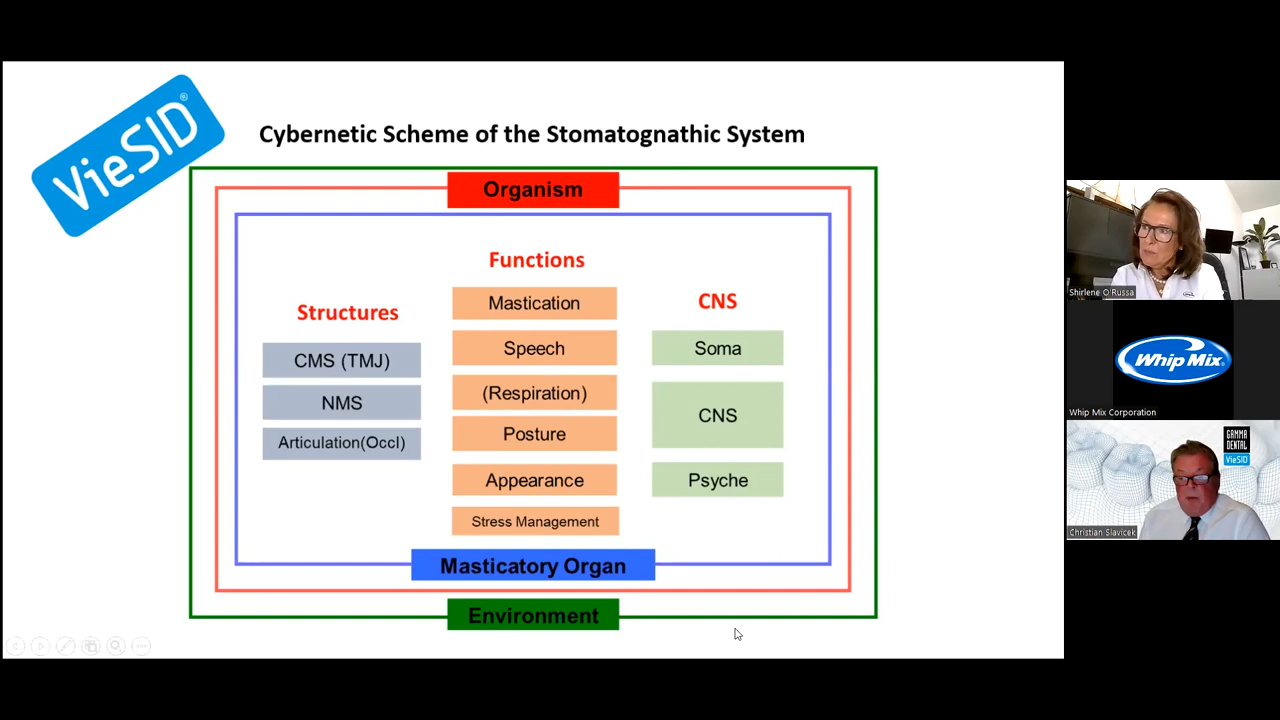 VieSID®
Cybernetic Scheme of the Stomatognathic System
Organism
Functions
Structures
CNS
Mastication
Speech
(Respiration)
Posture
Appearance
Stress Management
CMS (TMJ)
NMS
Articulation(Occl)
Soma
CNS
Psyche
Masticatory Organ
Environment
Shirlene O'Russa
Whip Mix®
Whip Mix Corporation
GAMMA
DENTAL
VieSID
Christian Slavicek